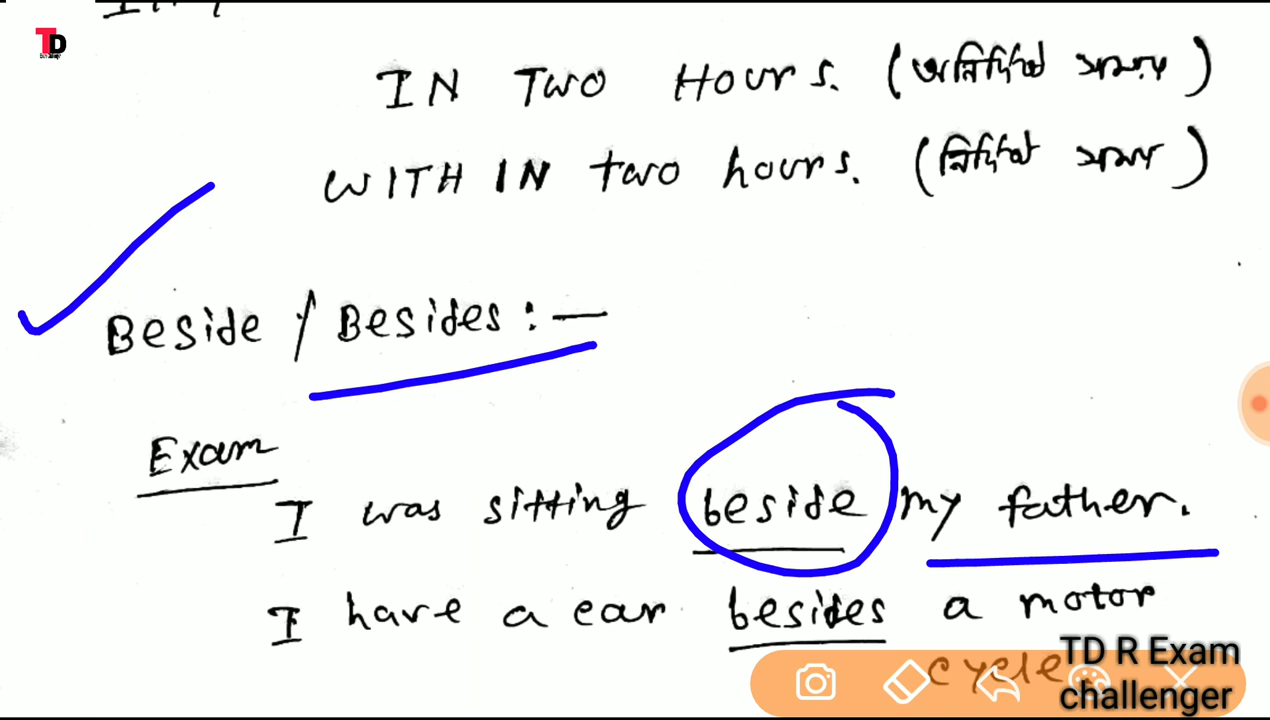 TD
IN TWO HOURS. (অনির্দিষ্ট সময়)
WITH IN two hours. (নির্দিষ্ট সময়)
Beside / Besides : —
Exam
I was sitting beside my father.
I have a car besides a motor
cycle
TD R Exam
challenger